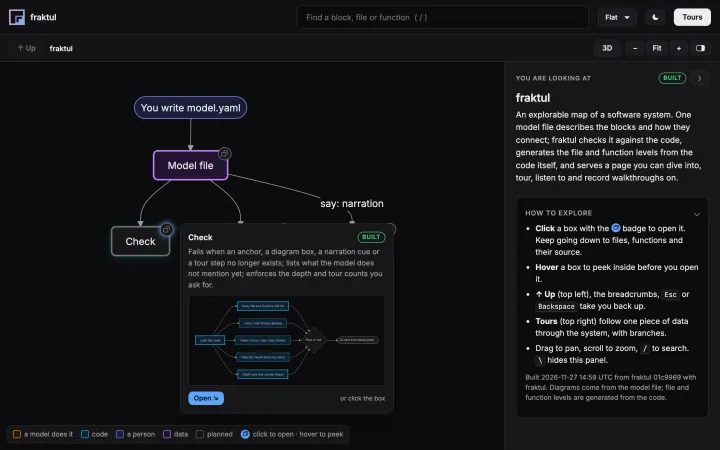 fraktul
Find a block, file or function ( / )
Flat
Tours
↑ Up
fraktul
3D
−
Fit
+
You write model.yaml
Model file
say: narration
Check
Check
BUILT
Fails when an anchor, a diagram box, a narration cue or
a tour step no longer exists; lists what the model does
not mention yet; enforces the depth and tour counts you
ask for.
Open ↘
or click the box
a model does it
code
a person
data
planned
click to open · hover to peek
YOU ARE LOOKING AT
BUILT
fraktul
An explorable map of a software system. One
model file describes the blocks and how they
connect; fraktul checks it against the code,
generates the file and function levels from the
code itself, and serves a page you can dive into,
tour, listen to and record walkthroughs on.
HOW TO EXPLORE
• Click a box with the badge to open it.
Keep going down to files, functions and
their source.
• Hover a box to peek inside before you open
it.
• ↑ Up (top left), the breadcrumbs, Esc or
Backspace take you back up.
• Tours (top right) follow one piece of data
through the system, with branches.
• Drag to pan, scroll to zoom, / to search.
\ hides this panel.
Built 2026-11-27 14:59 UTC from fraktul 01c9969 with
fraktul. Diagrams come from the model file; file and
function levels are generated from the code.